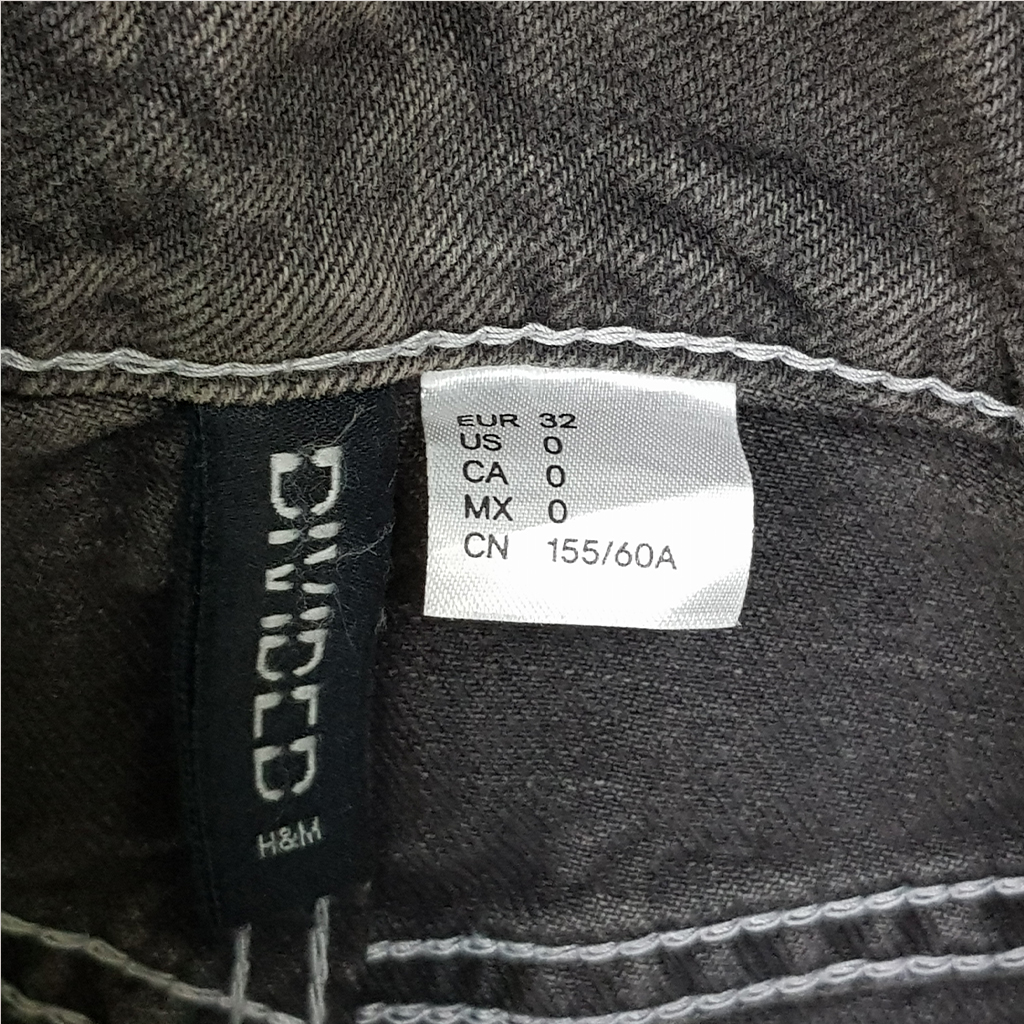 DIVIDED
H&M
EUR 32
US 0
CA 0
MX 0
CN 155/60A